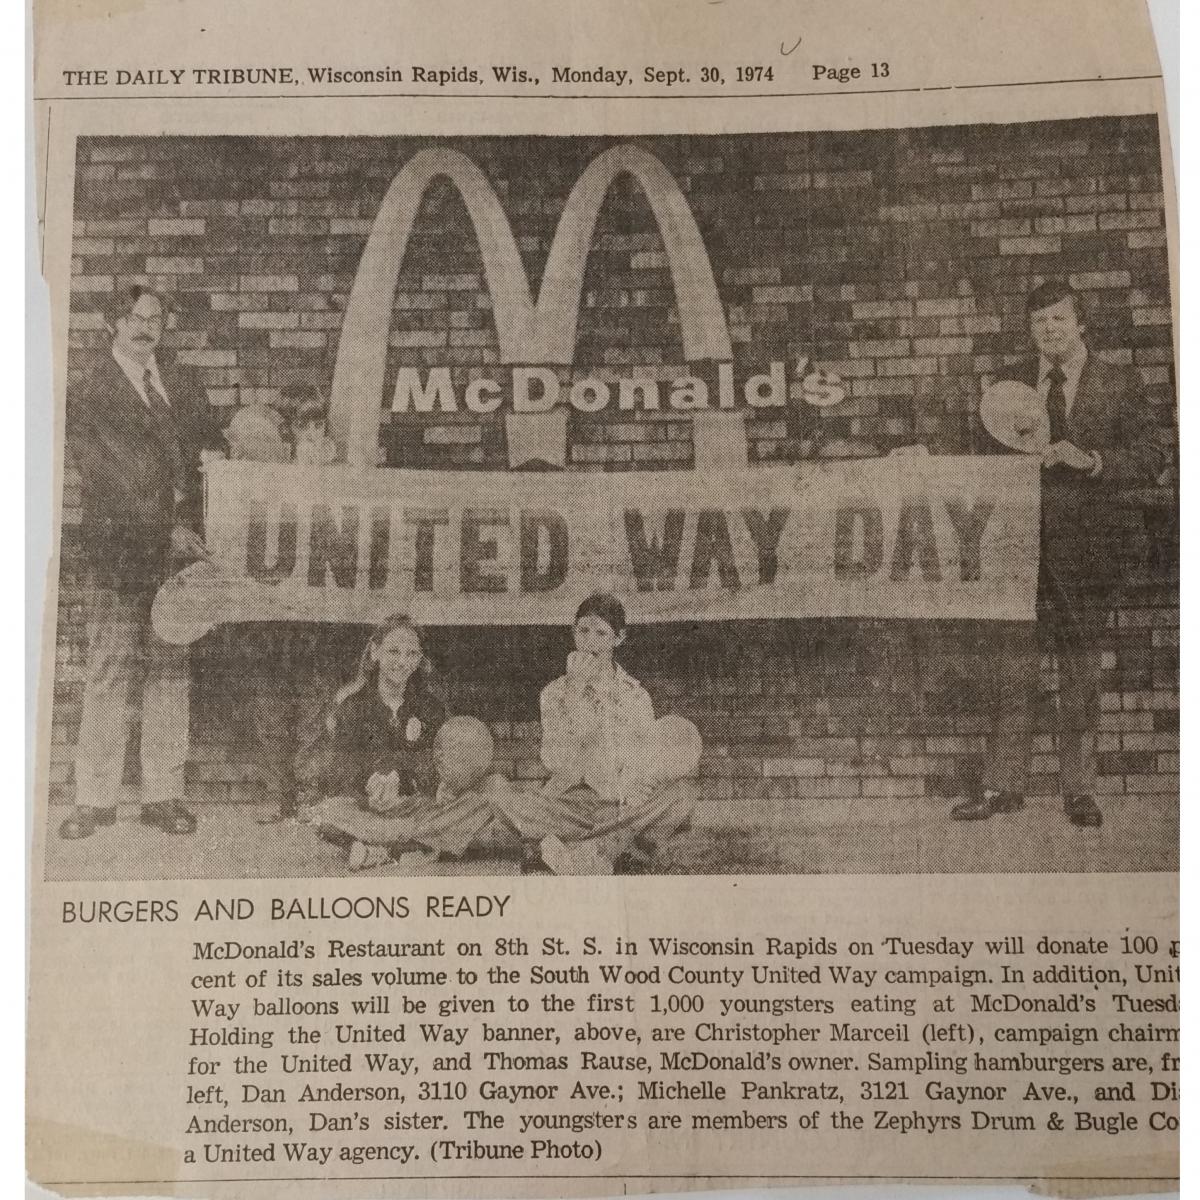 THE DAILY TRIBUNE, Wisconsin Rapids, Wis., Monday, Sept. 30, 1974 Page 13
McDonald's
UNITED WAY DAY
BURGERS AND BALLOONS READY
McDonald's Restaurant on 8th St. S. in Wisconsin Rapids on Tuesday will donate 100
cent of its sales volume to the South Wood County United Way campaign. In addition, Unit
Way balloons will be given to the first 1,000 youngsters eating at McDonald's Tuesd
Holding the United Way banner, above, are Christopher Marceil (left), campaign chairm
for the United Way, and Thomas Rause, McDonald's owner. Sampling hamburgers are, fr
left, Dan Anderson, 3110 Gaynor Ave.; Michelle Pankratz, 3121 Gaynor Ave., and Di
Anderson, Dan's sister. The youngsters are members of the Zephyrs Drum & Bugle Co
a United Way agency. (Tribune Photo)